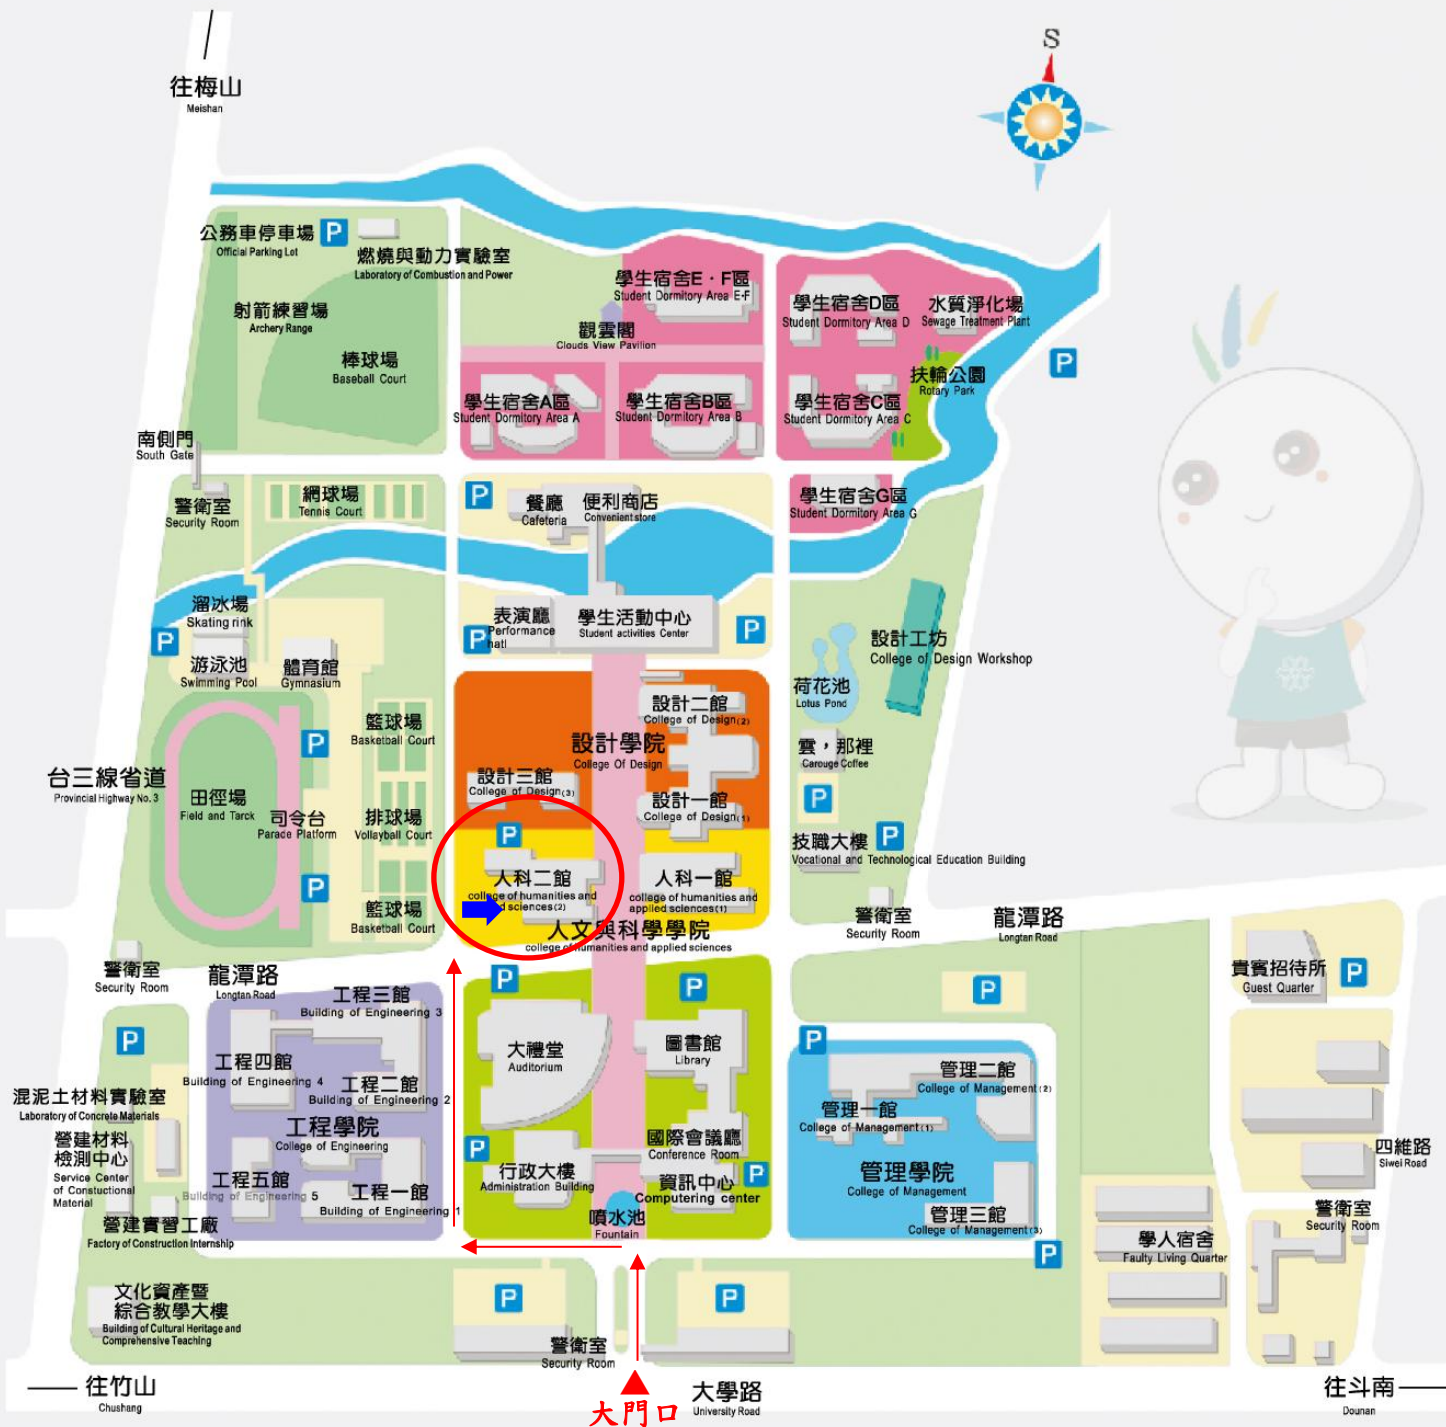 S
往梅山
Meishan
公務車停車場
Official Parking Lot
P
燃燒與動力實驗室
Laboratory of Combustion and Power
射箭練習場
Archery Range
棒球場
Baseball Court
學生宿舍E‧F區
Student Dormitory Area E-F
觀雲閣
Clouds View Pavilion
學生宿舍D區
Student Dormitory Area D
水質淨化場
Sewage Treatment Plant
P
扶輪公園
Rotary Park
學生宿舍A區
Student Dormitory Area A
學生宿舍B區
Student Dormitory Area B
學生宿舍C區
Student Dormitory Area C
南側門
South Gate
警衛室
Security Room
網球場
Tennis Court
P
餐廳
Cafeteria
便利商店
Convenient store
學生宿舍G區
Student Dormitory Area G
溜冰場
Skating rink
P
游泳池
Swimming Pool
體育館
Gymnasium
表演廳
Performance
hatl
P
學生活動中心
Student activities Center
P
設計工坊
College of Design Workshop
荷花池
Lotus Pond
籃球場
Basketball Court
P
設計二館
College of Design(2)
設計學院
College Of Design
雲，那裡
Carouge Coffee
P
台三線省道
Provincial Highway No. 3
田徑場
Field and Tarck
司令台
Parade Platform
排球場
Vollayball Court
設計三館
College of Design(3)
設計一館
College of Design(1)
P
技職大樓
P
Vocational and Technological Education Building
P
籃球場
Basketball Court
人科二館
college of humanities and
d sciences(2)
人科一館
college of humanities and
applied sciences(1)
人文與科學學院
college of humanities and applied sciences
警衛室
Security Room
龍潭路
Longtan Road
警衛室
Security Room
龍潭路
Longtan Road
P
P
P
貴賓招待所
Guest Quarter
P
P
工程三館
Building of Engineering 3
工程四館
Building of Engineering 4
工程二館
Building of Engineering 2
工程學院
College of Engineering
工程五館
Building of Engineering 5
工程一館
Building of Engineering 1
混泥土材料實驗室
Laboratory of Concrete Materials
營建材料
檢測中心
Service Center
of Constuctional
Material
營建實習工廠
Factory of Construction Internship
大禮堂
Auditorium
圖書館
Library
P
行政大樓
Administration Building
國際會議廳
Conference Room
資訊中心
Computering center
P
噴水池
Fountain
P
管理二館
College of Management(2)
管理一館
College of Management(1)
管理學院
College of Management
管理三館
College of Management(3)
P
四維路
Siwei Road
警衛室
Security Room
學人宿舍
Faulty Living Quarter
文化資產暨
綜合教學大樓
Building of Cultural Heritage and
Comprehensive Teaching
P
P
警衛室
Security Room
往竹山
Chushang
大門口
大學路
University Road
往斗南
Dounan